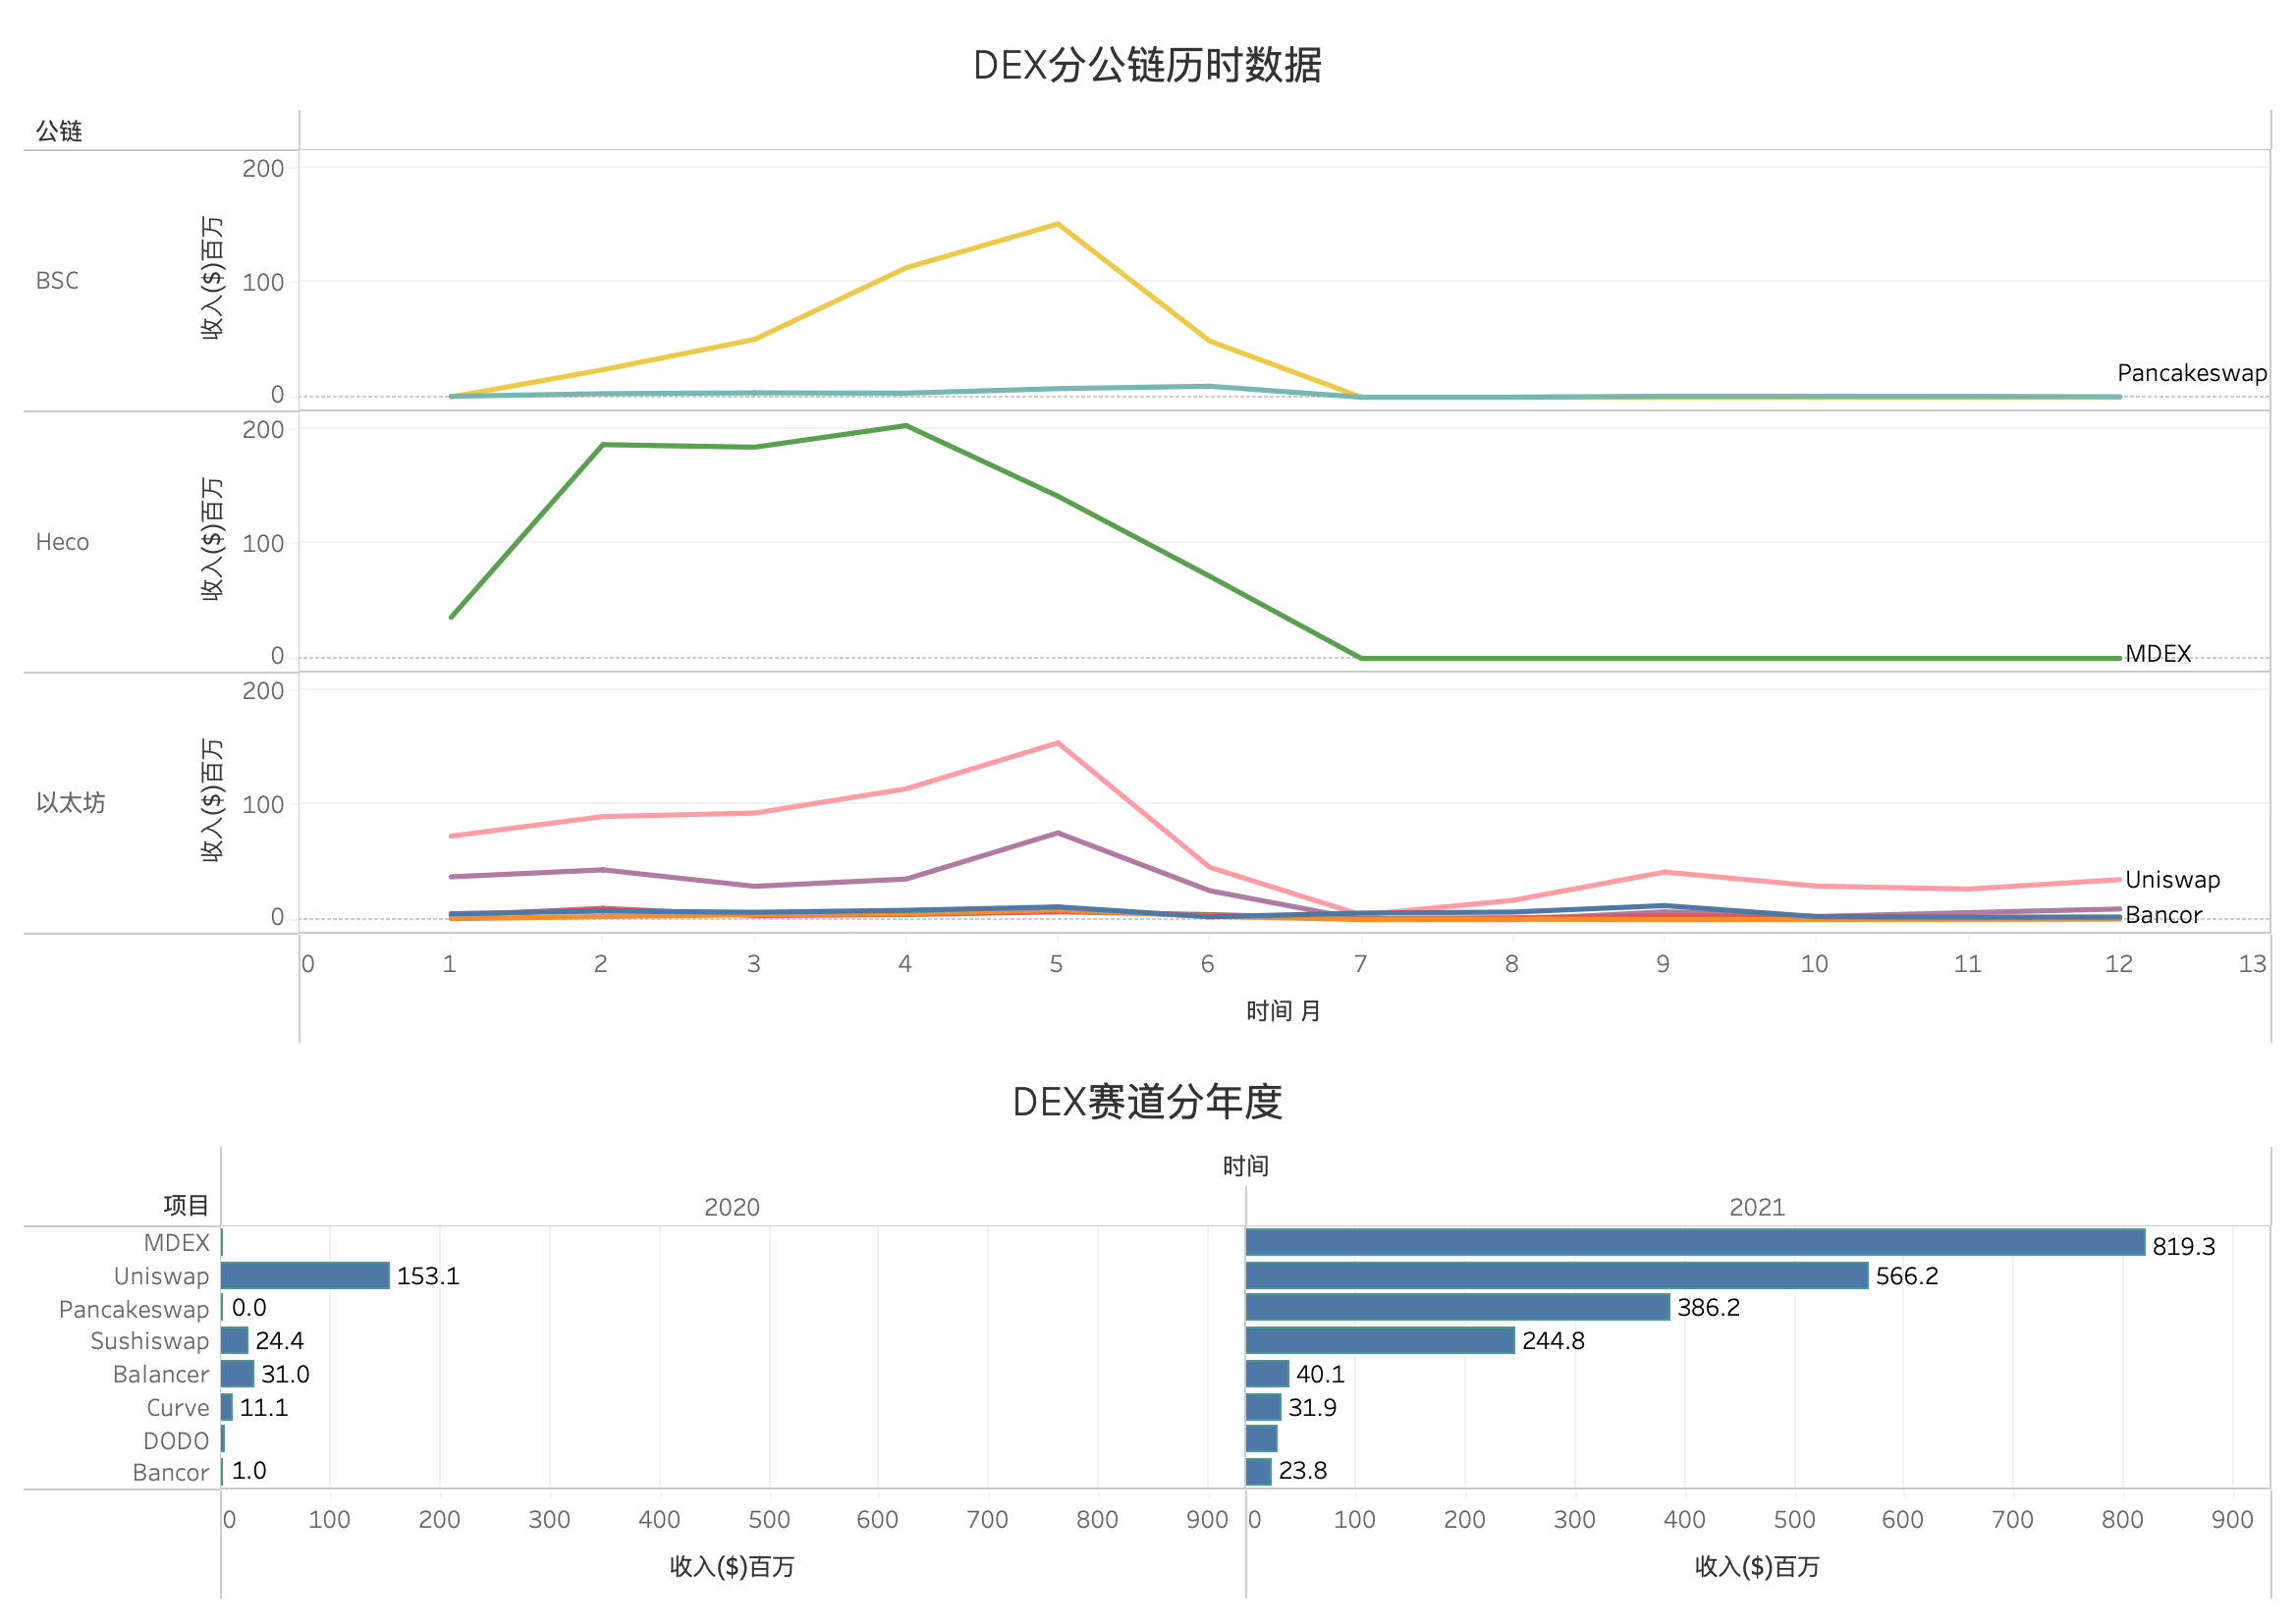 DEX分公链历时数据
公链
BSC
收入($)百万
200
100
0
Pancakeswap
Heco
收入($)百万
200
100
0
MDEX
以太坊
收入($)百万
200
100
0
Uniswap
Bancor
0 1 2 3 4 5 6 7 8 9 10 11 12 13
时间 月
DEX赛道分年度
时间
项目 2020 2021
MDEX 819.3
Uniswap 153.1 566.2
Pancakeswap 0.0 386.2
Sushiswap 24.4 244.8
Balancer 31.0 40.1
Curve 11.1 31.9
DODO
Bancor 1.0 23.8
0 100 200 300 400 500 600 700 800 900 0 100 200 300 400 500 600 700 800 900
收入($)百万 收入($)百万